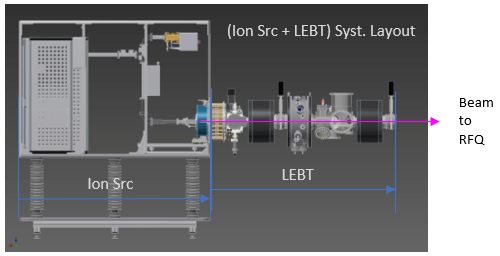 (Ion Src + LEBT) Syst. Layout
Beam
to
RFQ
Ion Src
LEBT